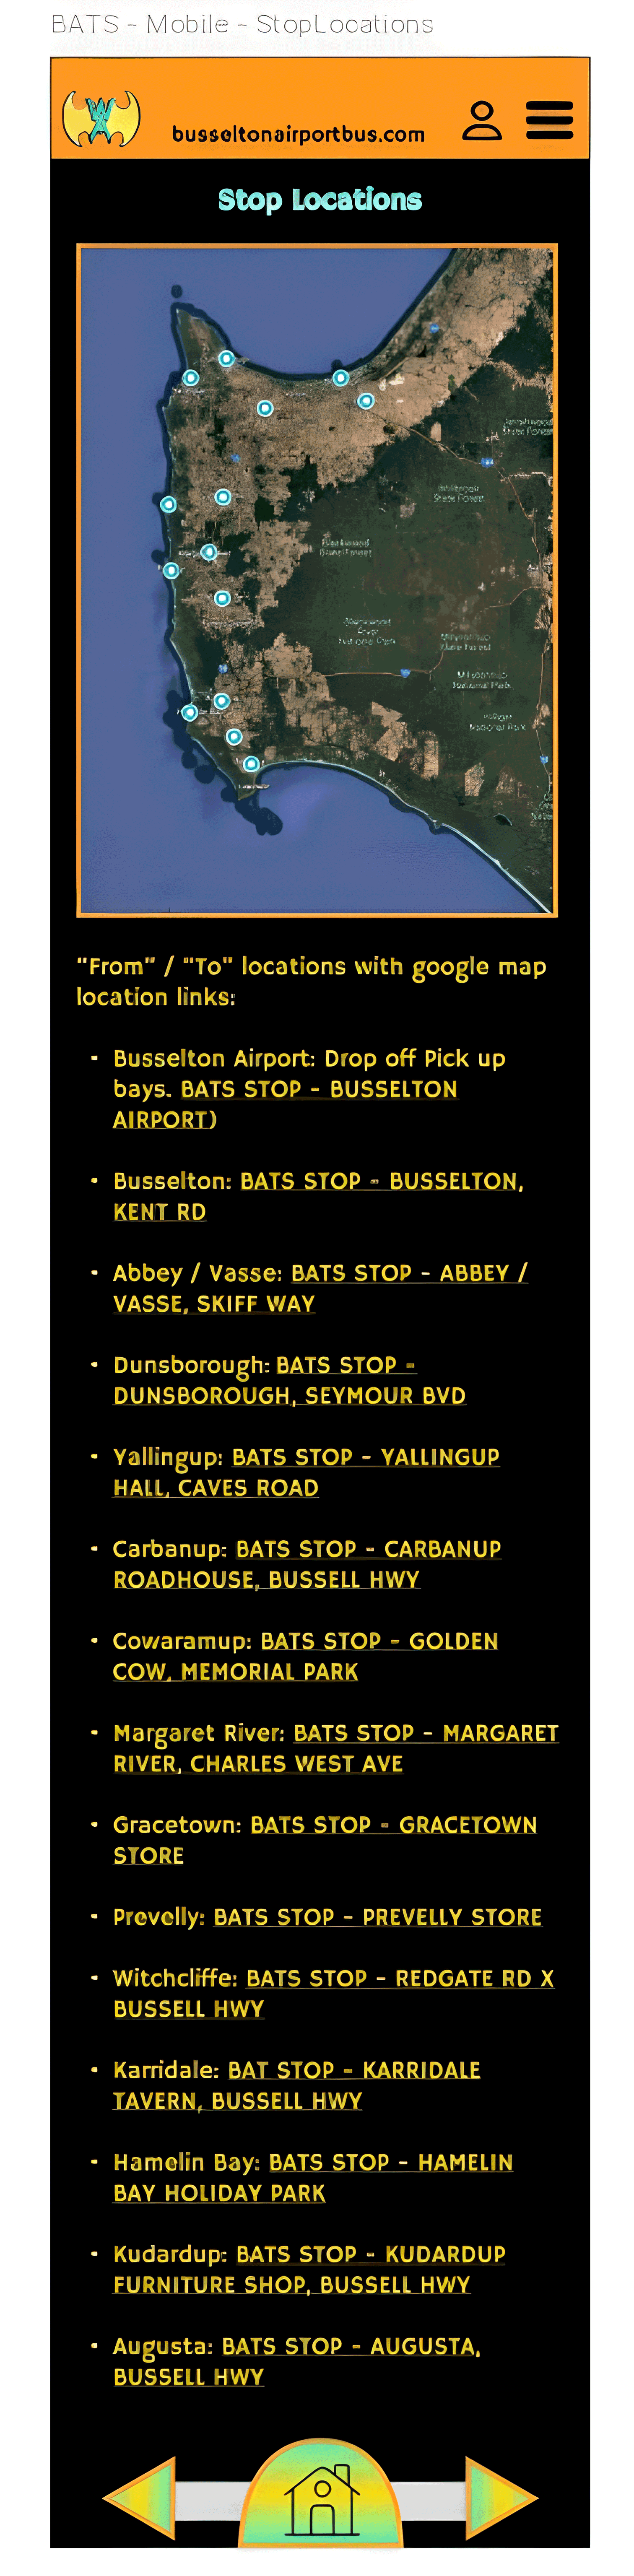 BATS - Mobile - StopLocations
busseltonairportbus.com
Stop Locations
"From" / "To" locations with google map
location links:
- Busselton Airport: Drop off Pick up
bays. BATS STOP - BUSSELTON
AIRPORT)
- Busselton: BATS STOP - BUSSELTON,
KENT RD
- Abbey / Vasse: BATS STOP - ABBEY /
VASSE, SKIFF WAY
- Dunsborough: BATS STOP -
DUNSBOROUGH, SEYMOUR BVD
- Yallingup: BATS STOP - YALLINGUP
HALL, CAVES ROAD
- Carbanup: BATS STOP - CARBANUP
ROADHOUSE, BUSSELL HWY
- Cowaramup: BATS STOP - GOLDEN
COW, MEMORIAL PARK
- Margaret River: BATS STOP - MARGARET
RIVER, CHARLES WEST AVE
- Gracetown: BATS STOP - GRACETOWN
STORE
- Prevelly: BATS STOP - PREVELLY STORE
- Witchcliffe: BATS STOP - REDGATE RD X
BUSSELL HWY
- Karridale: BAT STOP - KARRIDALE
TAVERN, BUSSELL HWY
- Hamelin Bay: BATS STOP - HAMELIN
BAY HOLIDAY PARK
- Kudardup: BATS STOP - KUDARDUP
FURNITURE SHOP, BUSSELL HWY
- Augusta: BATS STOP - AUGUSTA,
BUSSELL HWY